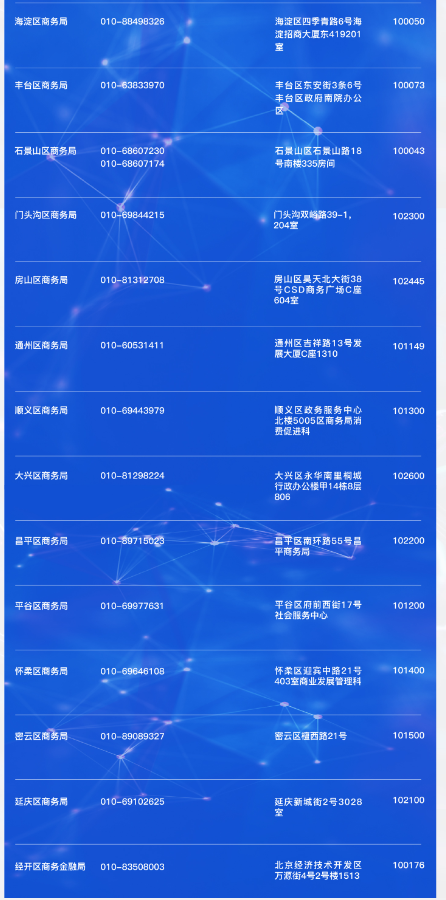 海淀区商务局 010-88498326 海淀区四季青路6号海 100050
淀招商大厦东419201
室
丰台区商务局 010-63833970 丰台区东安街3条6号 100073
丰台区政府南院办公
区
石景山区商务局 010-68607230 石景山区石景山路18 100043
010-68607174 号南楼335房间
门头沟区商务局 010-69844215 门头沟双峪路39-1, 102300
204室
房山区商务局 010-81312708 房山区昊天北大街38 102445
号CSD商务广场C座
604室
通州区商务局 010-60531411 通州区吉祥路13号发 101149
展大厦C座1310
顺义区商务局 010-69443979 顺义区政务服务中心 101300
北楼5005区商务局消
费促进科
大兴区商务局 010-81298224 大兴区永华南里桐城 102600
行政办公楼甲14栋8层
806
昌平区商务局 010-89715023 昌平区南环路55号昌 102200
平商务局
平谷区商务局 010-69977631 平谷区府前西街17号 101200
社会服务中心
怀柔区商务局 010-69646108 怀柔区迎宾中路21号 101400
403室商业发展管理科
密云区商务局 010-89089327 密云区檀西路21号 101500
延庆区商务局 010-69102625 延庆新城街2号3028 102100
室
经开区商务金融局 010-83508003 北京经济技术开发区 100176
万源街4号2号楼1513